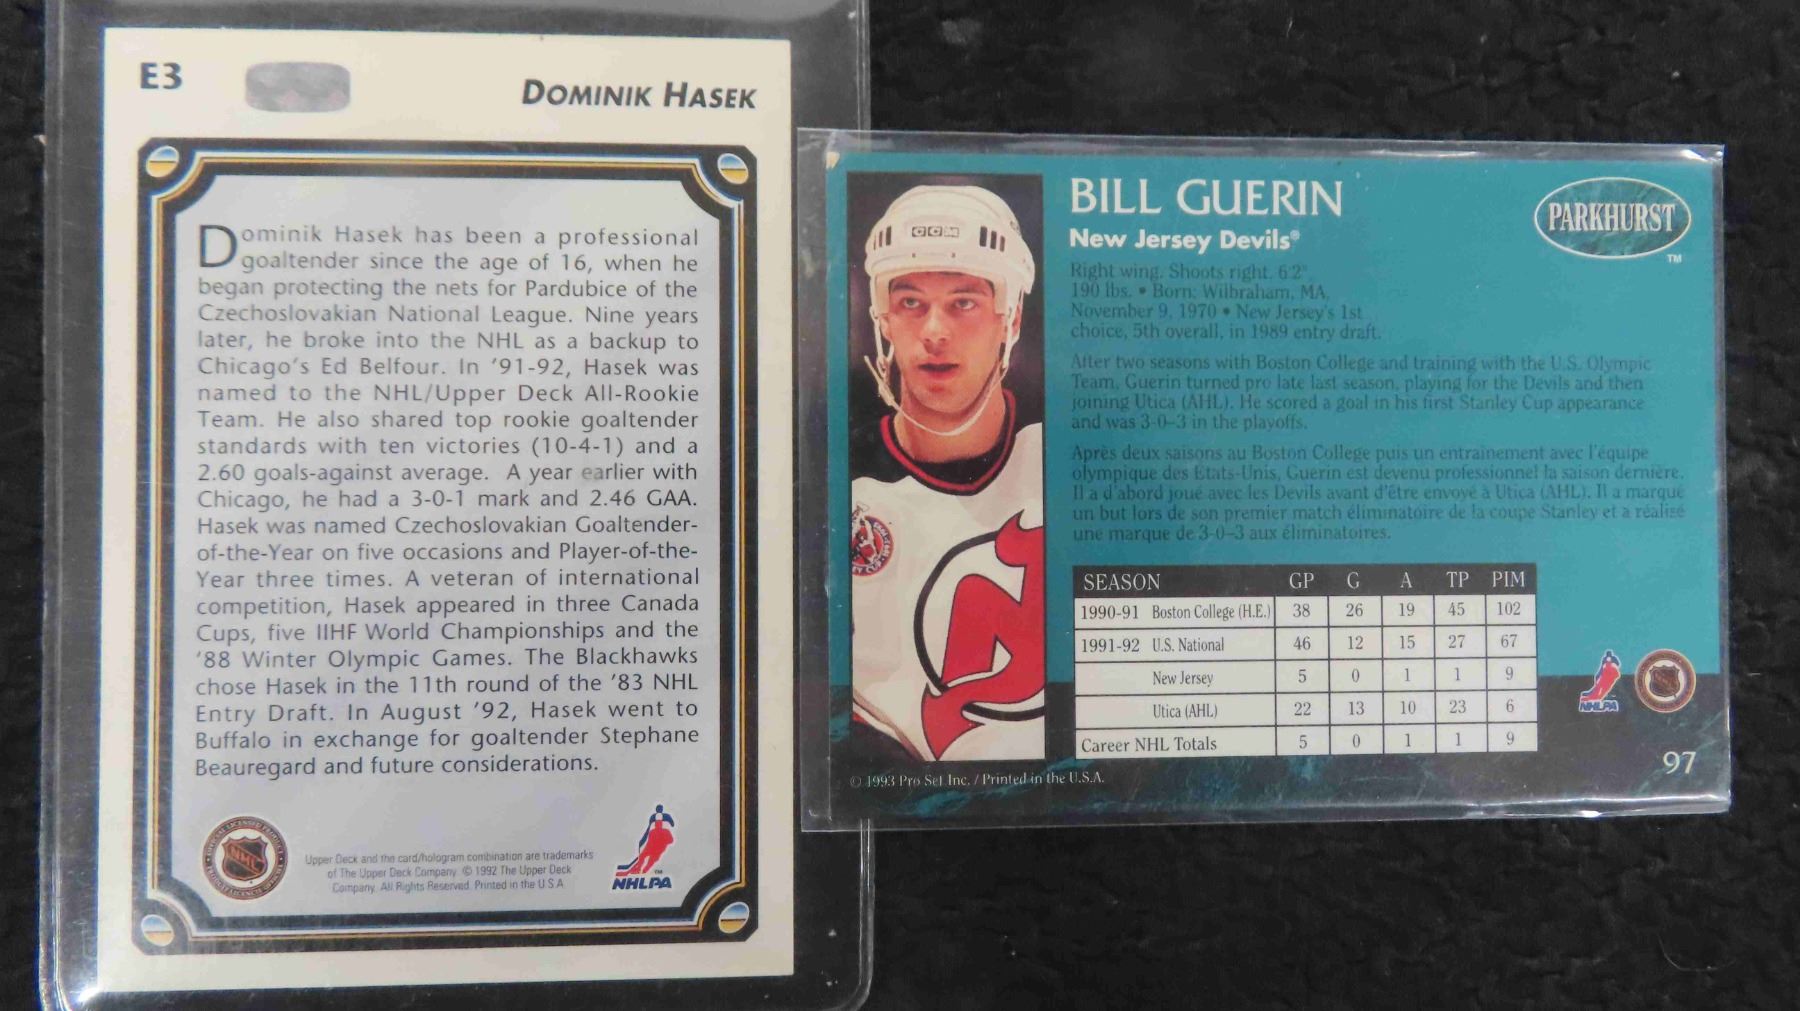 E3
DOMINIK HASEK
Dominik Hasek has been a professional
goaltender since the age of 16, when he
began protecting the nets for Pardubice of the
Czechoslovakian National League. Nine years
later, he broke into the NHL as a backup to
Chicago's Ed Belfour. In '91-92, Hasek was
named to the NHL/Upper Deck All-Rookie
Team. He also shared top rookie goaltender
standards with ten victories (10-4-1) and a
2.60 goals-against average. A year earlier with
Chicago, he had a 3-0-1 mark and 2.46 GAA.
Hasek was named Czechoslovakian Goaltender-
of-the-Year on five occasions and Player-of-the-
Year three times. A veteran of international
competition, Hasek appeared in three Canada
Cups, five IIHF World Championships and the
'88 Winter Olympic Games. The Blackhawks
chose Hasek in the 11th round of the '83 NHL
Entry Draft. In August '92, Hasek went to
Buffalo in exchange for goaltender Stephane
Beauregard and future considerations.
Upper Deck and the card/hologram combination are trademarks
of The Upper Deck Company. © 1992 The Upper Deck
Company. All Rights Reserved. Printed in the U.S.A.
NHL
NHLPA
CCM
BILL GUERIN
New Jersey Devils®
PARKHURST
TM
Right wing. Shoots right. 6'2",
190 lbs. • Born: Wilbraham, MA,
November 9, 1970 • New Jersey's 1st
choice, 5th overall, in 1989 entry draft.
After two seasons with Boston College and training with the U.S. Olympic
Team, Guerin turned pro late last season, playing for the Devils and then
joining Utica (AHL). He scored a goal in his first Stanley Cup appearance
and was 3-0-3 in the playoffs.
Après deux saisons au Boston College puis un entrainement avec l'équipe
olympique des États-Unis, Guerin est devenu professionnel la saison dernière.
Il a d'abord joué avec les Devils avant d'être envoyé à Utica (AHL). Il a marqué
un but lors de son premier match éliminatoire de la coupe Stanley et a réalisé
une marque de 3-0-3 aux éliminatoires.
SEASON GP G A TP PIM
1990-91 Boston College (H.E.) 38 26 19 45 102
1991-92 U.S. National 46 12 15 27 67
New Jersey 5 0 1 1 9
Utica (AHL) 22 13 10 23 6
Career NHL Totals 5 0 1 1 9
NHLPA
97
© 1993 Pro Set Inc. / Printed in the U.S.A.